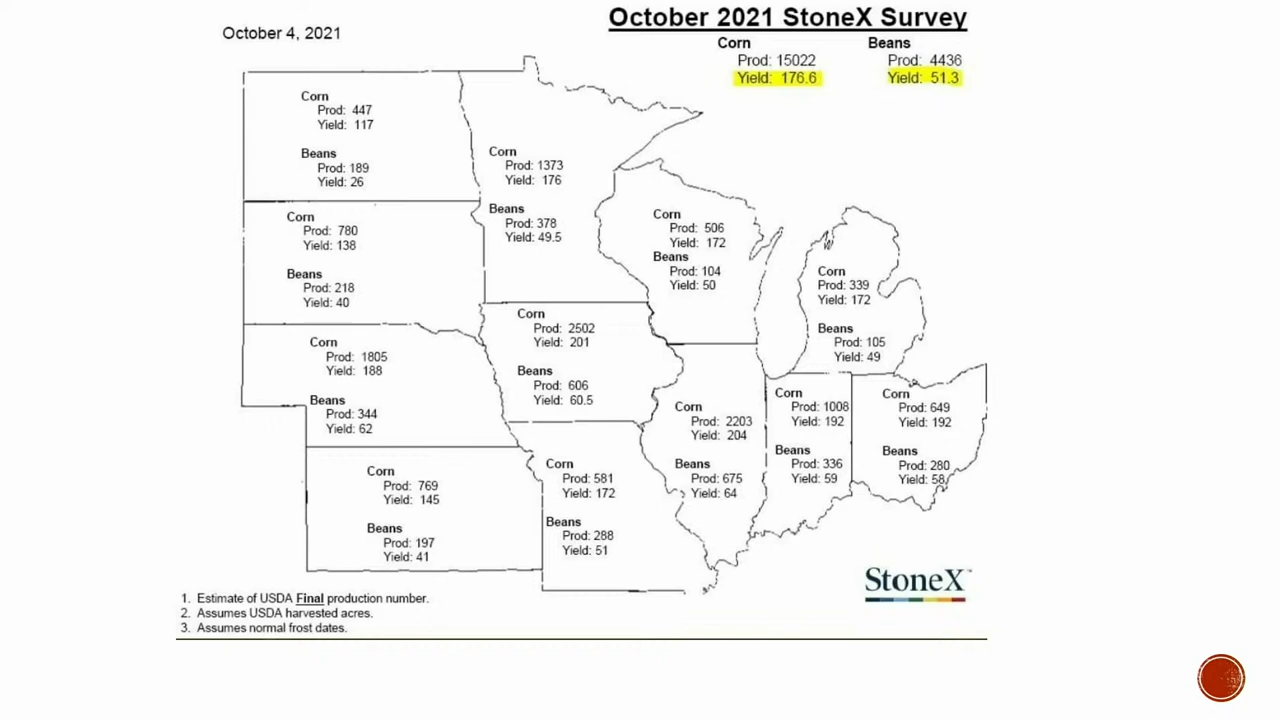 October 2021 StoneX Survey
October 4, 2021
Corn
Prod: 15022
Yield: 176.6
Beans
Prod: 4436
Yield: 51.3
Corn
Prod: 447
Yield: 117
Beans
Prod: 189
Yield: 26
Corn
Prod: 1373
Yield: 176
Beans
Prod: 378
Yield: 49.5
Corn
Prod: 506
Yield: 172
Beans
Prod: 104
Yield: 50
Corn
Prod: 339
Yield: 172
Beans
Prod: 105
Yield: 49
Corn
Prod: 780
Yield: 138
Beans
Prod: 218
Yield: 40
Corn
Prod: 2502
Yield: 201
Beans
Prod: 606
Yield: 60.5
Corn
Prod: 1805
Yield: 188
Beans
Prod: 344
Yield: 62
Corn
Prod: 2203
Yield: 204
Beans
Prod: 675
Yield: 64
Corn
Prod: 1008
Yield: 192
Beans
Prod: 336
Yield: 59
Corn
Prod: 649
Yield: 192
Beans
Prod: 280
Yield: 58
Corn
Prod: 769
Yield: 145
Beans
Prod: 197
Yield: 41
Corn
Prod: 581
Yield: 172
Beans
Prod: 288
Yield: 51
StoneX™
1. Estimate of USDA Final production number.
2. Assumes USDA harvested acres.
3. Assumes normal frost dates.